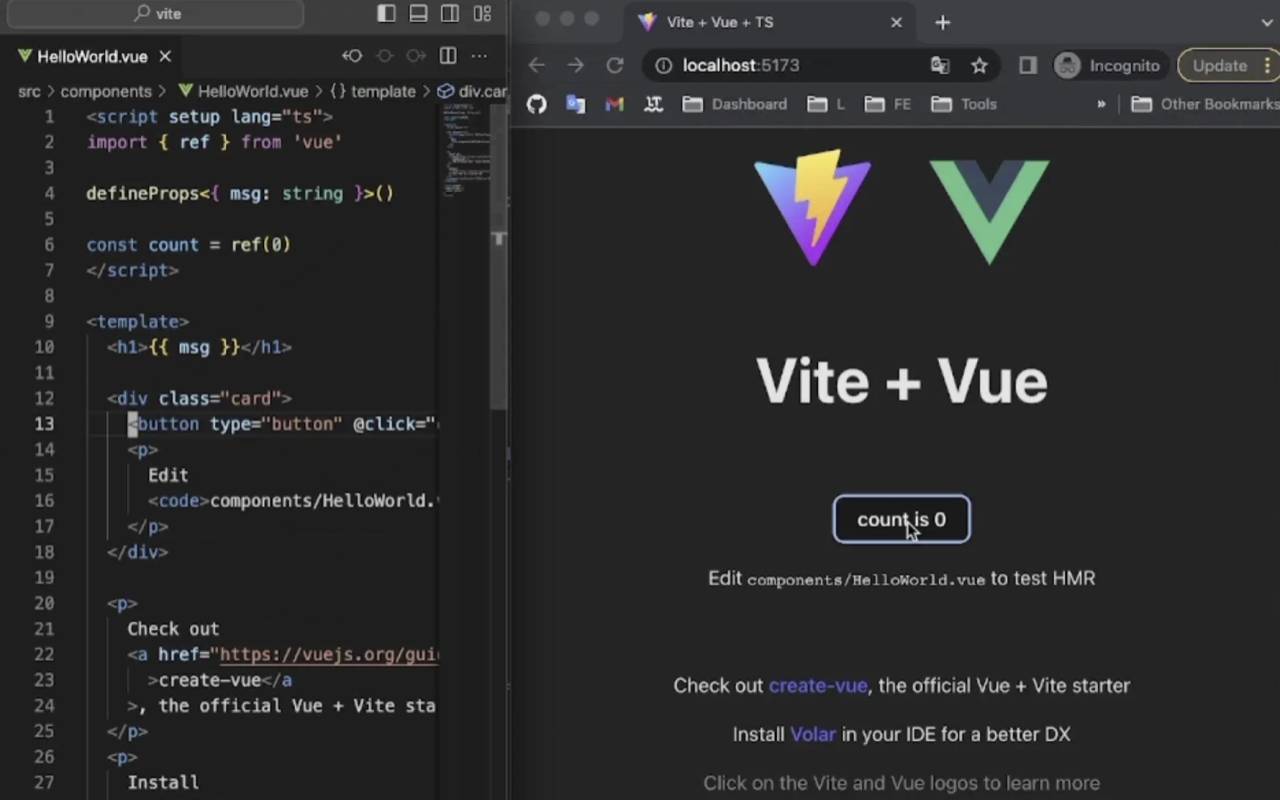 vite
HelloWorld.vue
src > components > HelloWorld.vue > {} template > div.car
1 <script setup lang="ts">
2 import { ref } from 'vue'
3
4 defineProps<{ msg: string }>()
5
6 const count = ref(0)
7 </script>
8
9 <template>
10 <h1>{{ msg }}</h1>
11
12 <div class="card">
13 <button type="button" @click="
14 <p>
15 Edit
16 <code>components/HelloWorld.
17 </p>
18 </div>
19
20 <p>
21 Check out
22 <a href="https://vuejs.org/gui
23 >create-vue</a
24 >, the official Vue + Vite sta
25 </p>
26 <p>
27 Install
Vite + Vue + TS
localhost:5173
Incognito
Update
Dashboard
L
FE
Tools
»
Other Bookmarks
Vite + Vue
count is 0
Edit components/HelloWorld.vue to test HMR
Check out create-vue, the official Vue + Vite starter
Install Volar in your IDE for a better DX
Click on the Vite and Vue logos to learn more